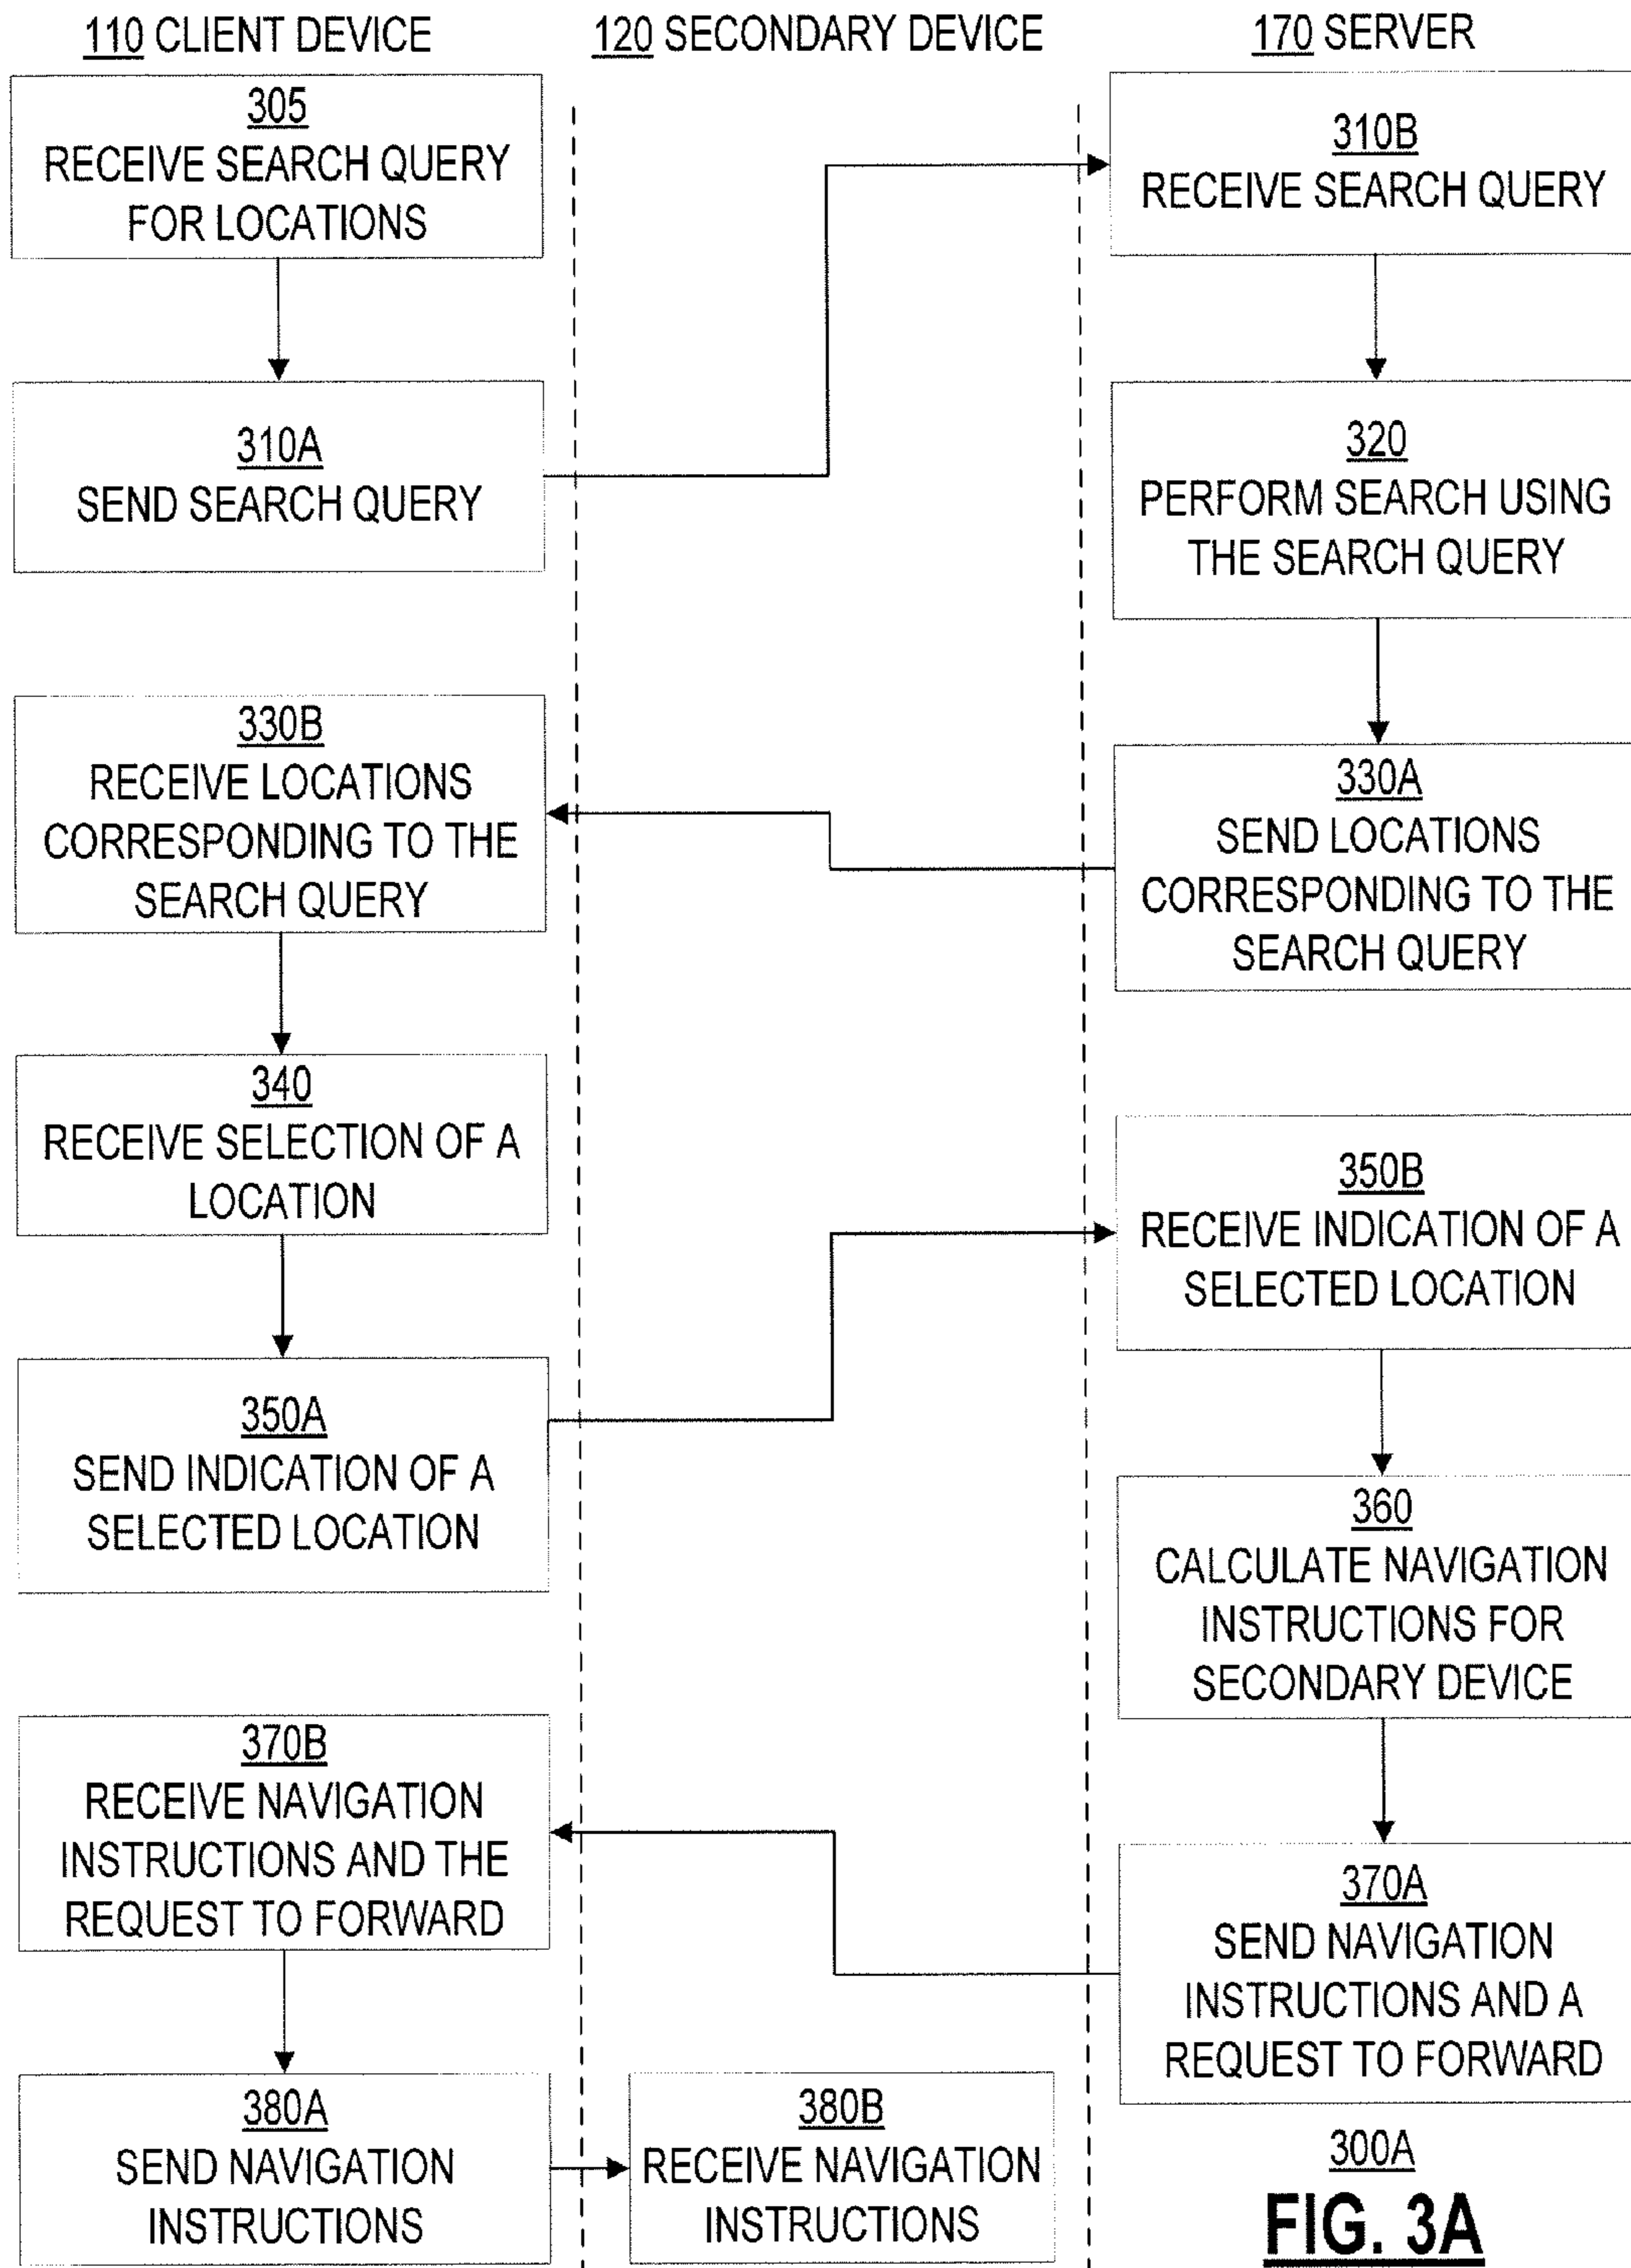 110 CLIENT DEVICE
120 SECONDARY DEVICE
170 SERVER
305
RECEIVE SEARCH QUERY
FOR LOCATIONS
310B
RECEIVE SEARCH QUERY
310A
SEND SEARCH QUERY
320
PERFORM SEARCH USING
THE SEARCH QUERY
330B
RECEIVE LOCATIONS
CORRESPONDING TO THE
SEARCH QUERY
330A
SEND LOCATIONS
CORRESPONDING TO THE
SEARCH QUERY
340
RECEIVE SELECTION OF A
LOCATION
350B
RECEIVE INDICATION OF A
SELECTED LOCATION
350A
SEND INDICATION OF A
SELECTED LOCATION
360
CALCULATE NAVIGATION
INSTRUCTIONS FOR
SECONDARY DEVICE
370B
RECEIVE NAVIGATION
INSTRUCTIONS AND THE
REQUEST TO FORWARD
370A
SEND NAVIGATION
INSTRUCTIONS AND A
REQUEST TO FORWARD
380A
SEND NAVIGATION
INSTRUCTIONS
380B
RECEIVE NAVIGATION
INSTRUCTIONS
300A
FIG. 3A